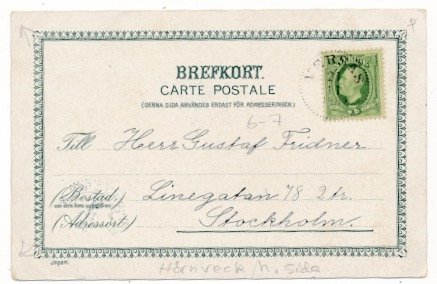 BREFKORT.
CARTE POSTALE
(DENNA SIDA ANVÄNDES ENDAST FÖR ADRESSERINGEN.)
6-7
Till Herr Gustaf Fridner
(Bostad.) Linegatan 78 2 tr.
(Adressort.) Stockholm.
Hörnveck h. sida